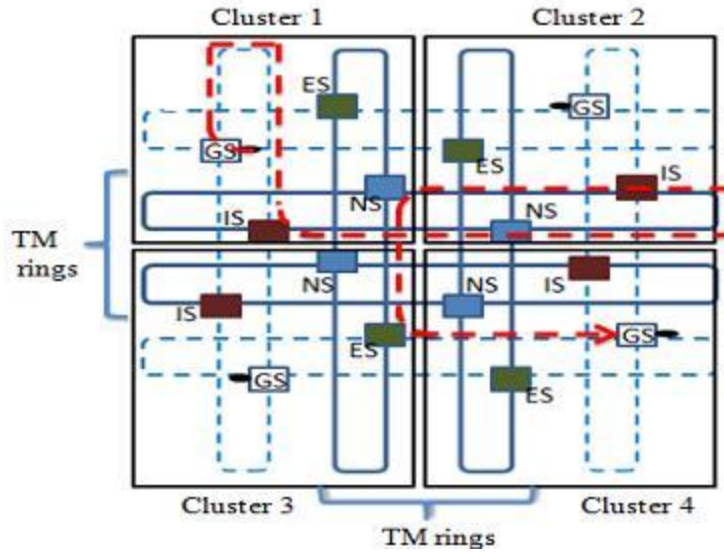 Cluster 1
Cluster 2
ES
GS
GS
ES
IS
NS
IS
NS
TM
rings
NS
NS
IS
IS
ES
GS
GS
ES
Cluster 3
Cluster 4
TM rings